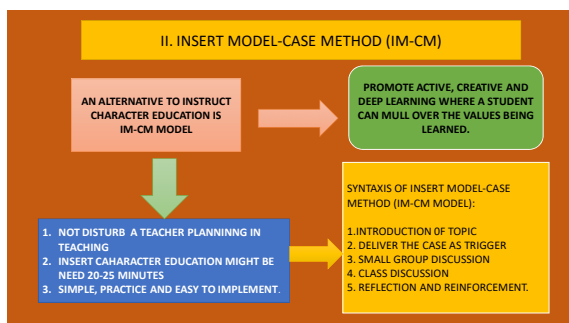 II. INSERT MODEL-CASE METHOD (IM-CM)
AN ALTERNATIVE TO INSTRUCT
CHARACTER EDUCATION IS
IM-CM MODEL
PROMOTE ACTIVE, CREATIVE AND
DEEP LEARNING WHERE A STUDENT
CAN MULL OVER THE VALUES BEING
LEARNED.
1. NOT DISTURB A TEACHER PLANNINNG IN
TEACHING
2. INSERT CAHARACTER EDUCATION MIGHT BE
NEED 20-25 MINUTES
3. SIMPLE, PRACTICE AND EASY TO IMPLEMENT.
SYNTAXIS OF INSERT MODEL-CASE
METHOD (IM-CM MODEL):
1.INTRODUCTION OF TOPIC
2. DELIVER THE CASE AS TRIGGER
3. SMALL GROUP DISCUSSION
4. CLASS DISCUSSION
5. REFLECTION AND REINFORCEMENT.